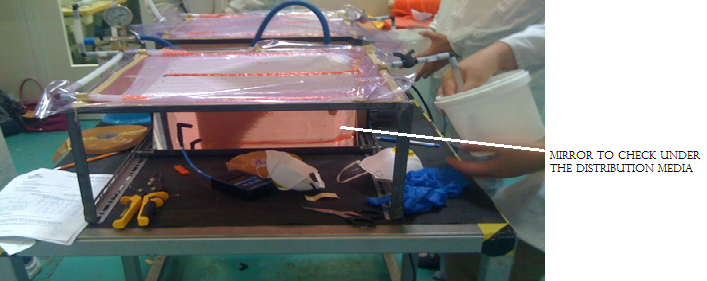 MIRROR TO CHECK UNDER
THE DISTRIBUTION MEDIA